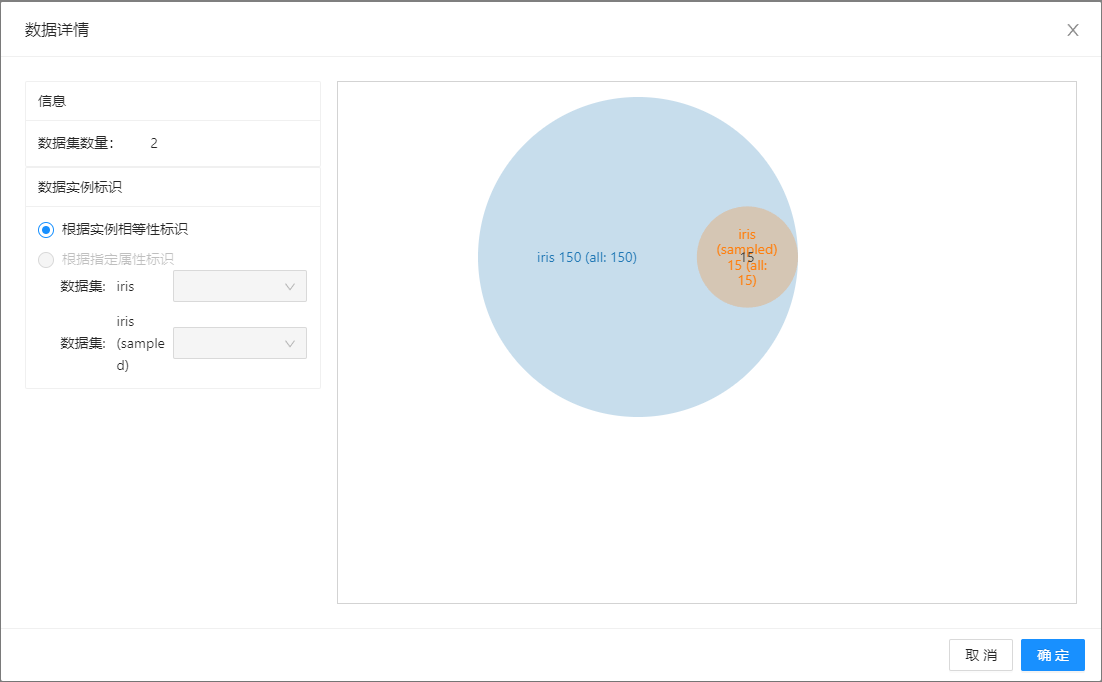 数据详情
信息
数据集数量： 2
数据实例标识
根据实例相等性标识
根据指定属性标识
数据集: iris
数据集: iris
(sample
d)
iris 150 (all: 150)
iris
(sampled)
15 (all:
15)
15
取 消
确 定